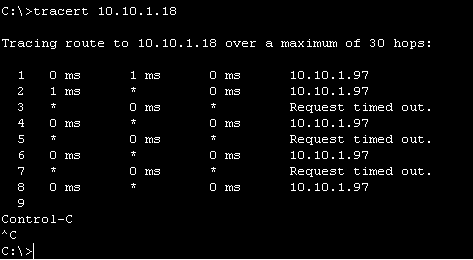 C:\>tracert 10.10.1.18
Tracing route to 10.10.1.18 over a maximum of 30 hops:
1 0 ms 1 ms 0 ms 10.10.1.97
2 1 ms * 0 ms 10.10.1.97
3 * 0 ms * Request timed out.
4 0 ms * 0 ms 10.10.1.97
5 * 0 ms * Request timed out.
6 0 ms * 0 ms 10.10.1.97
7 * 0 ms * Request timed out.
8 0 ms * 0 ms 10.10.1.97
9
Control-C
^C
C:\>